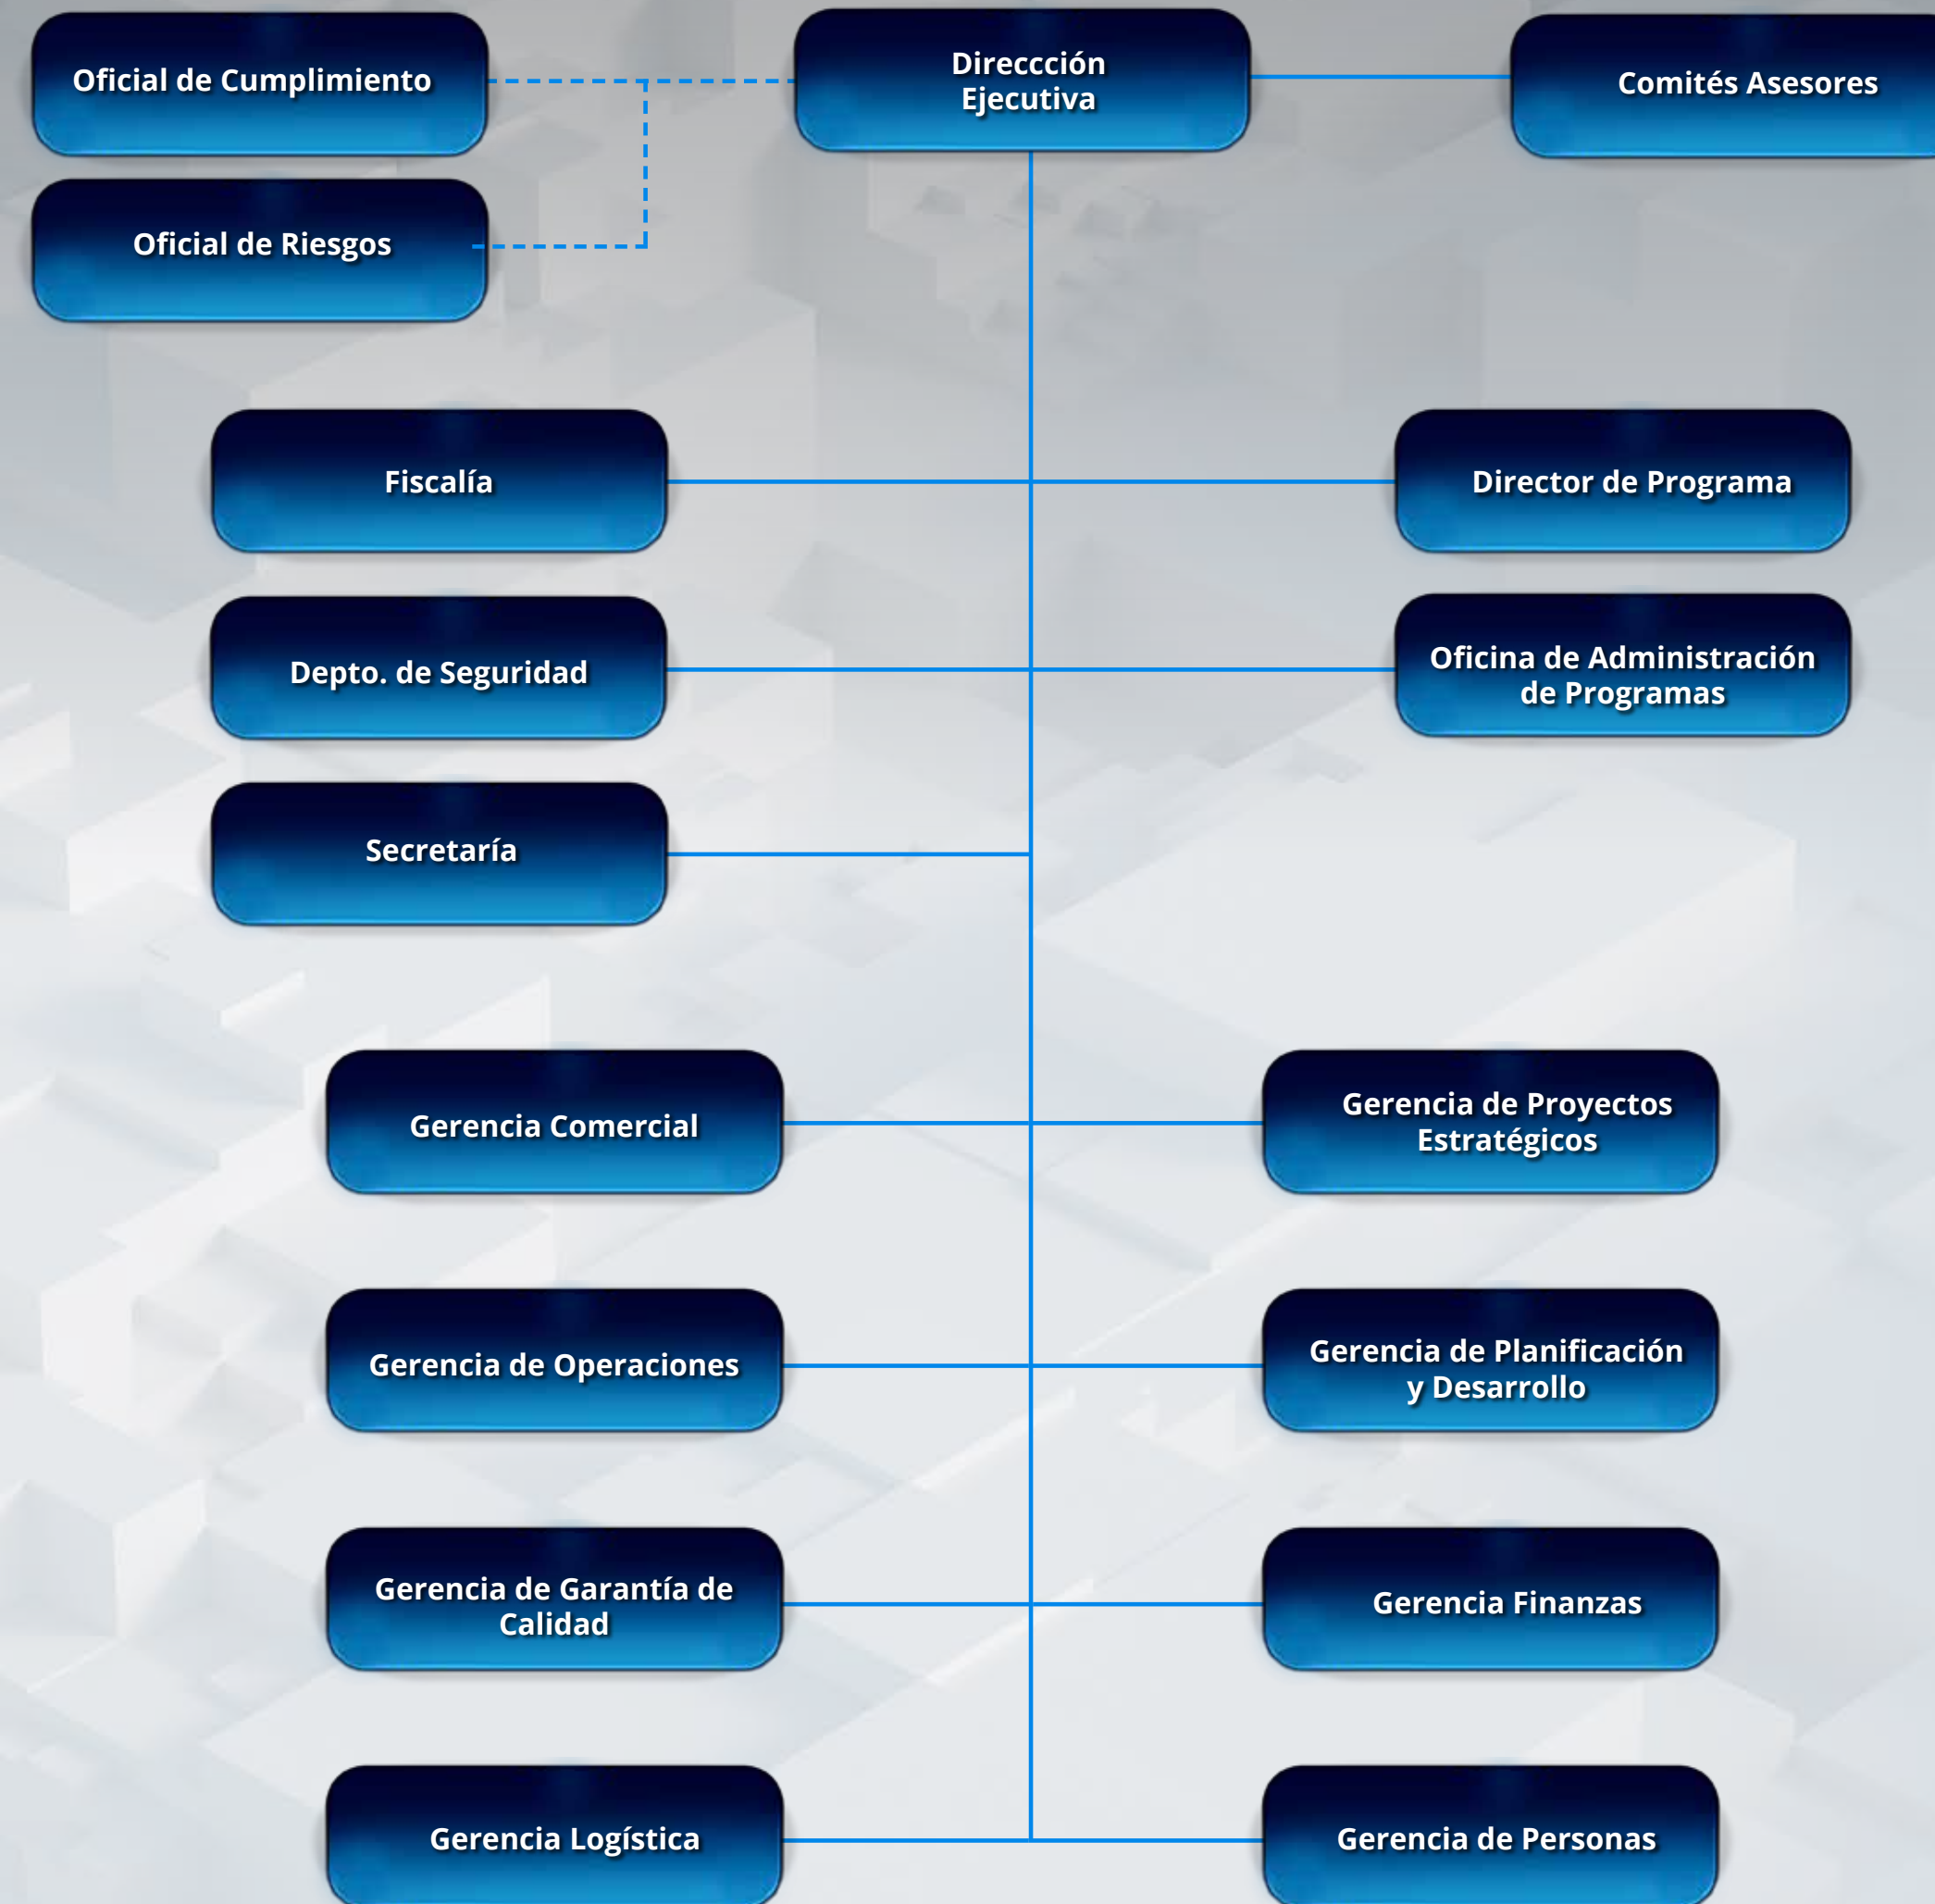 Oficial de Cumplimiento
Direccción
Ejecutiva
Comités Asesores
Oficial de Riesgos
Fiscalía
Director de Programa
Depto. de Seguridad
Oficina de Administración
de Programas
Secretaría
Gerencia Comercial
Gerencia de Proyectos
Estratégicos
Gerencia de Operaciones
Gerencia de Planificación
y Desarrollo
Gerencia de Garantía de
Calidad
Gerencia Finanzas
Gerencia Logística
Gerencia de Personas